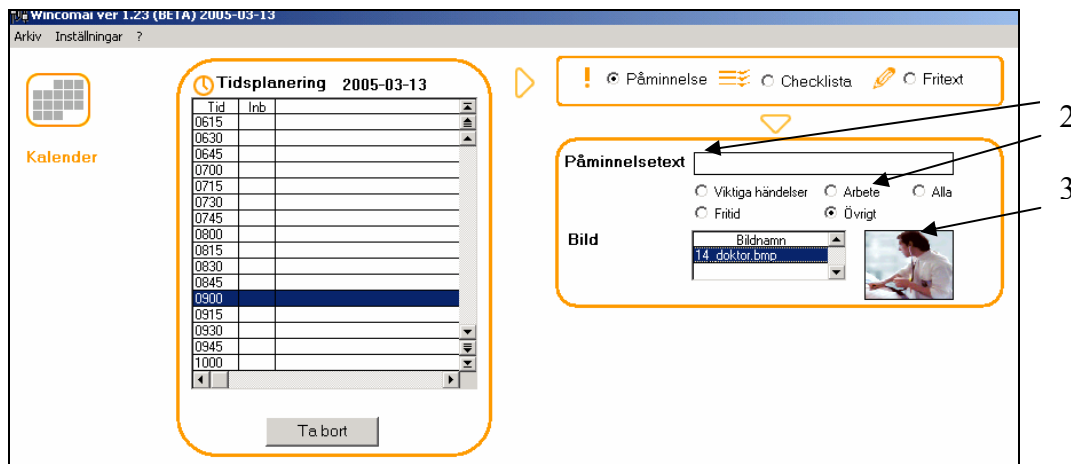 Wincomai ver 1.23 (BETA) 2005-03-13
Arkiv Inställningar ?
Kalender
Tidsplanering 2005-03-13
Tid Inb
0615
0630
0645
0700
0715
0730
0745
0800
0815
0830
0845
0900
0915
0930
0945
1000
Ta bort
! Påminnelse Checklista Fritext
Påminnelsetext
Viktiga händelser Arbete Alla
Fritid Övrigt
Bild
Bildnamn
14 doktor.bmp
2
3